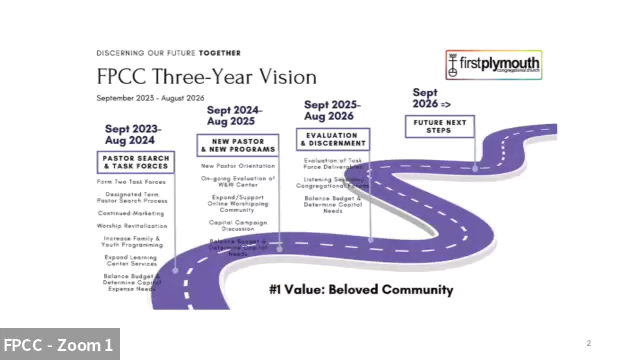 DISCERNING OUR FUTURE TOGETHER
firstplymouth
congregational church
FPCC Three-Year Vision
September 2023 - August 2026
Sept 2023-
Aug 2024
PASTOR SEARCH
& TASK FORCES
Form Two Task Forces
Designated Term
Pastor Search Process
Continued Marketing
Worship Revitalization
Increase Family &
Youth Programming
Expand Learning
Center Services
Balance Budget &
Determine Capital
Expense Needs
Sept 2024-
Aug 2025
NEW PASTOR
& NEW PROGRAMS
New Pastor Orientation
On-going Evaluation of
W&W Center
Expand/Support
Online Worshipping
Community
Capital Campaign
Discussion
Balance Budget &
Determine Capital
Needs
Sept 2025-
Aug 2026
EVALUATION
& DISCERNMENT
Evaluation of Task
Force Deliverables
Listening Sessions/
Congregational Forums
Balance Budget &
Determine Capital
Needs
Sept
2026 =>
FUTURE NEXT
STEPS
#1 Value: Beloved Community
FPCC - Zoom 1
2